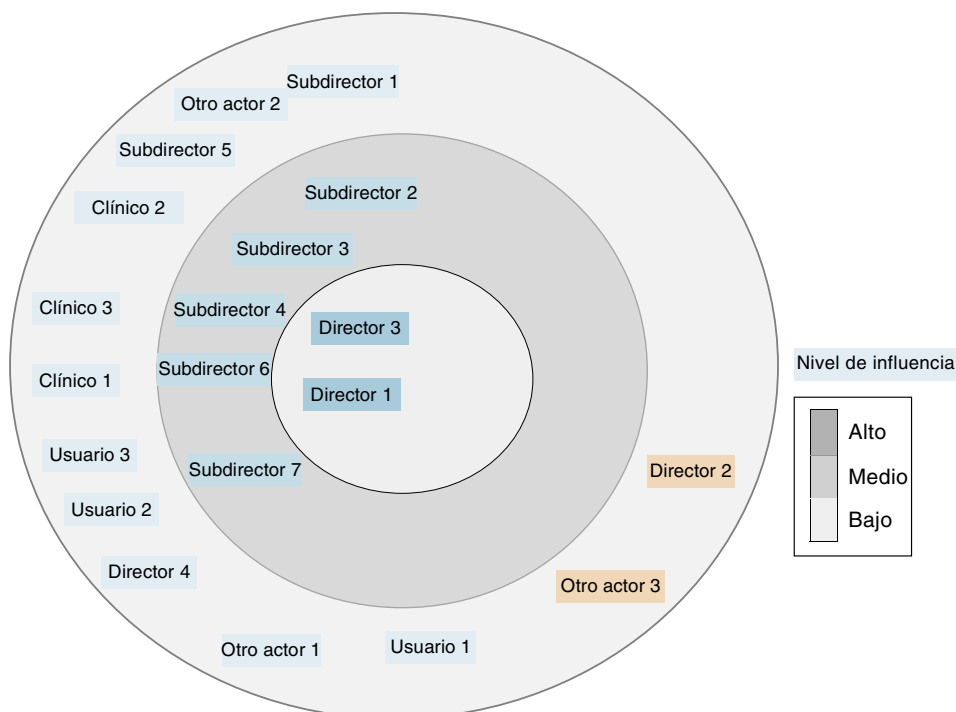 Subdirector 1
Otro actor 2
Subdirector 5
Subdirector 2
Clínico 2
Subdirector 3
Clínico 3
Subdirector 4
Director 3
Subdirector 6
Clínico 1
Director 1
Usuario 3
Subdirector 7
Director 2
Usuario 2
Director 4
Otro actor 3
Otro actor 1
Usuario 1
Nivel de influencia
Alto
Medio
Bajo